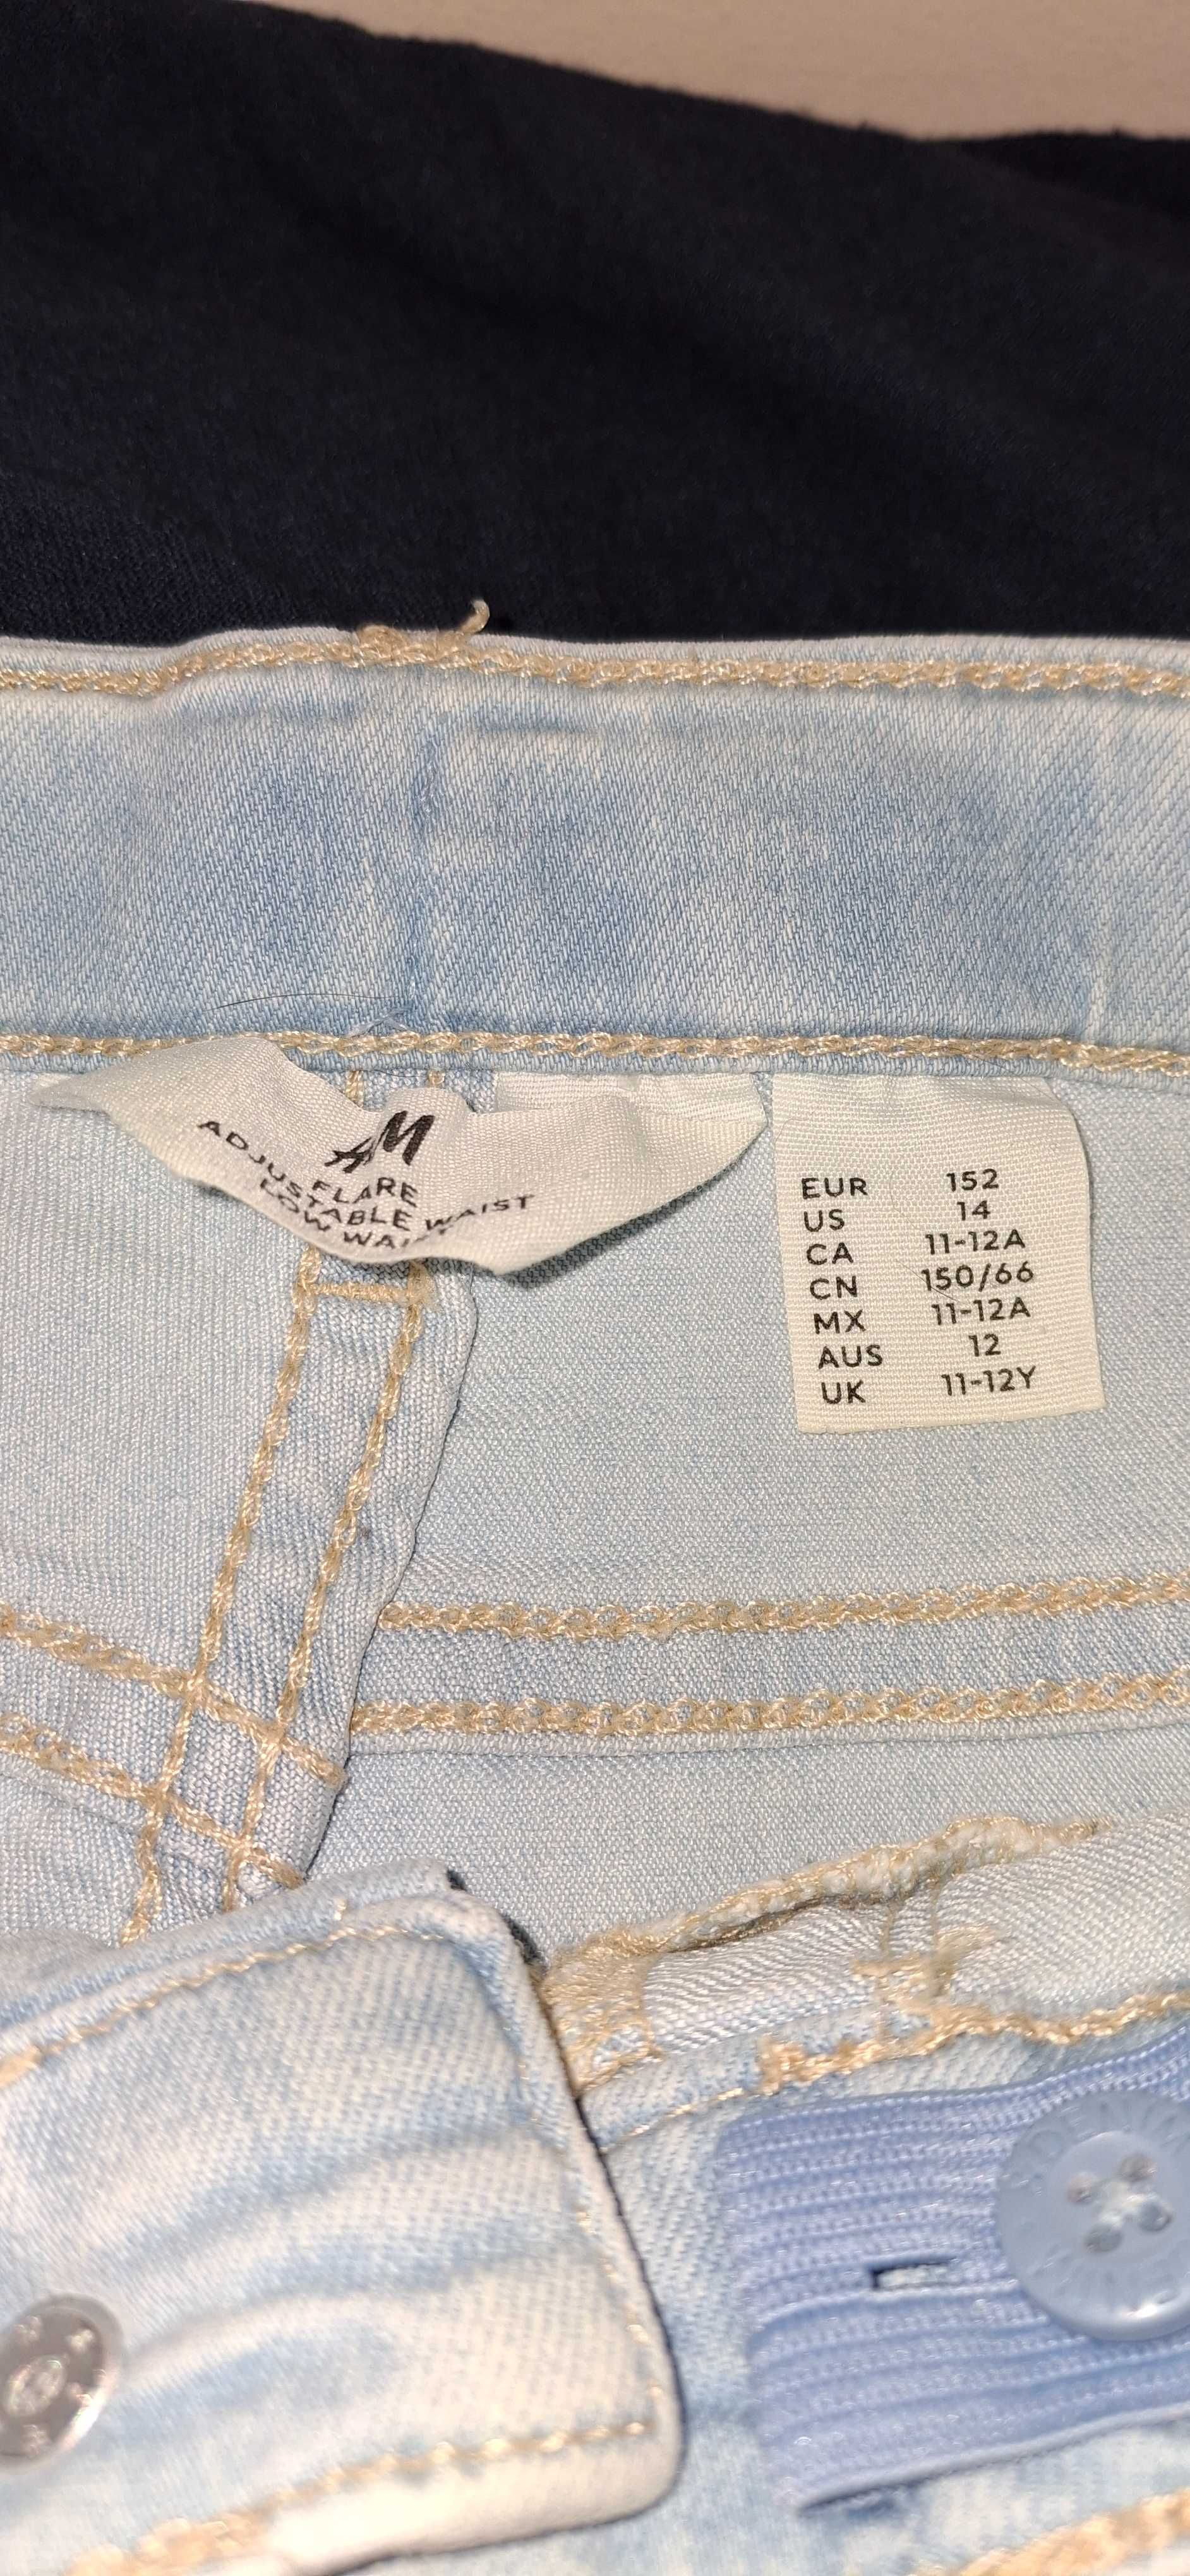 H&M
FLARE
ADJUSTABLE WAIST
LOW WAIST
EUR 152
US 14
CA 11-12A
CN 150/66
MX 11-12A
AUS 12
UK 11-12Y